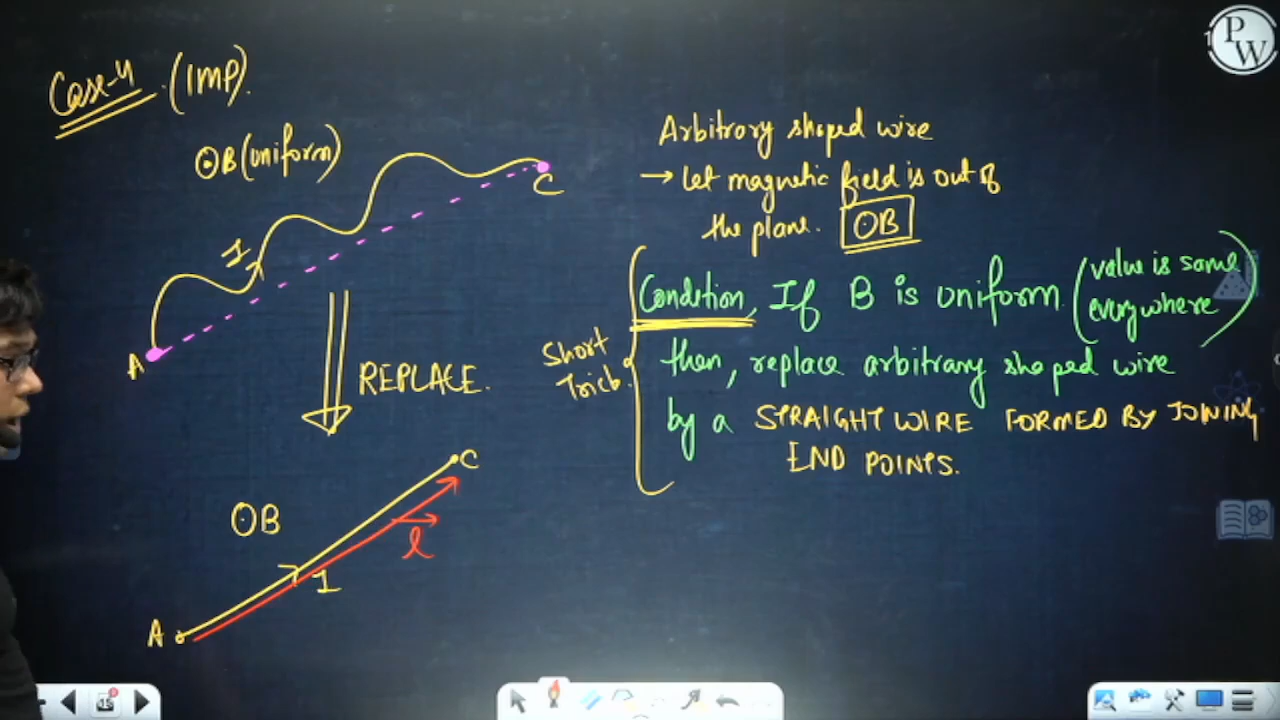 Case-4 (IMP).
⊙B(uniform)
C
I
A
REPLACE.
C
⊙B
l
I
A
Arbitrory shaped wire
→ Let magnetic field is out of
the plane. ⊙B
Condition, If B is uniform (value is same
everywhere)
Short
Trick.
then, replace arbitrary shaped wire
by a STRAIGHT WIRE FORMED BY JOINING
END POINTS.
P
W
15